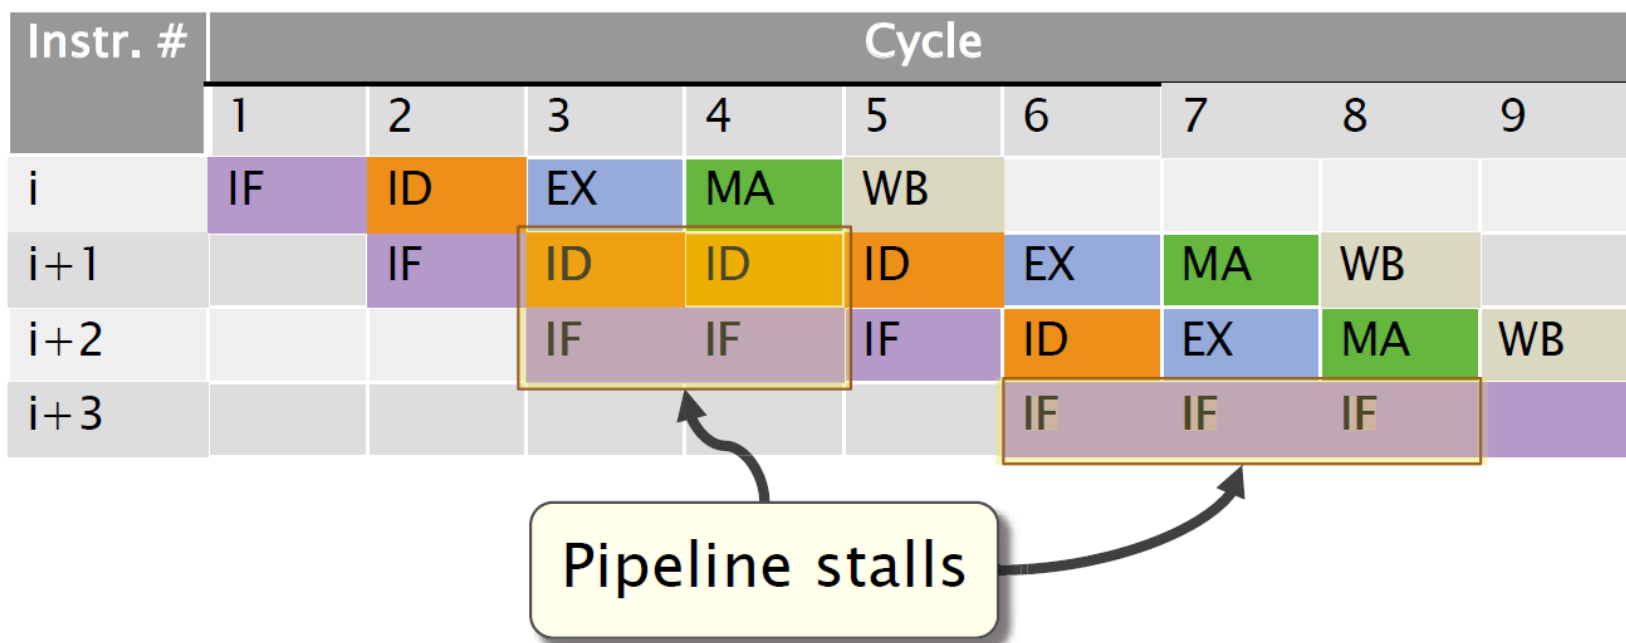 Instr. # Cycle
1 2 3 4 5 6 7 8 9
i IF ID EX MA WB
i+1 IF ID ID ID EX MA WB
i+2 IF IF IF ID EX MA WB
i+3 IF IF IF
Pipeline stalls